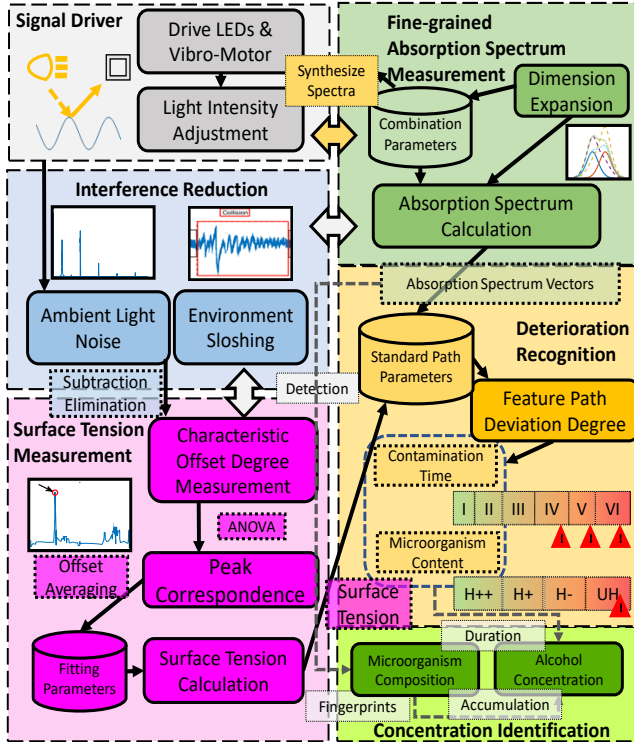 Signal Driver
Drive LEDs &
Vibro-Motor
Light Intensity
Adjustment
Synthesize
Spectra
Fine-grained
Absorption Spectrum
Measurement
Dimension
Expansion
Combination
Parameters
Absorption Spectrum
Calculation
Interference Reduction
Collision
Ambient Light
Noise
Environment
Sloshing
Subtraction
Elimination
Detection
Absorption Spectrum Vectors
Standard Path
Parameters
Deterioration
Recognition
Feature Path
Deviation Degree
Contamination
Time
I II III IV V VI
! ! !
Microorganism
Content
H++ H+ H- UH
!
Surface Tension
Measurement
Characteristic
Offset Degree
Measurement
ANOVA
Offset
Averaging
Peak
Correspondence
Surface
Tension
Fitting
Parameters
Surface Tension
Calculation
Duration
Microorganism
Composition
Alcohol
Concentration
Fingerprints
Accumulation
Concentration Identification